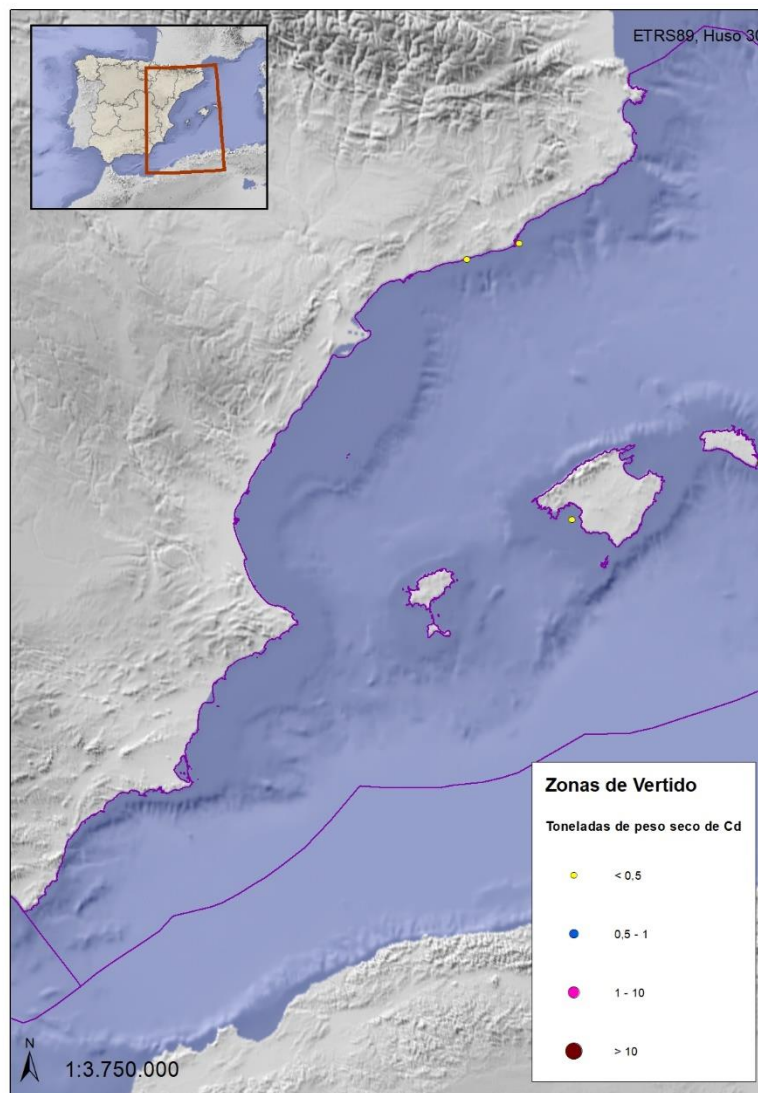 ETRS89, Huso 30
Zonas de Vertido
Toneladas de peso seco de Cd
< 0,5
0,5 - 1
1 - 10
> 10
N
1:3.750.000